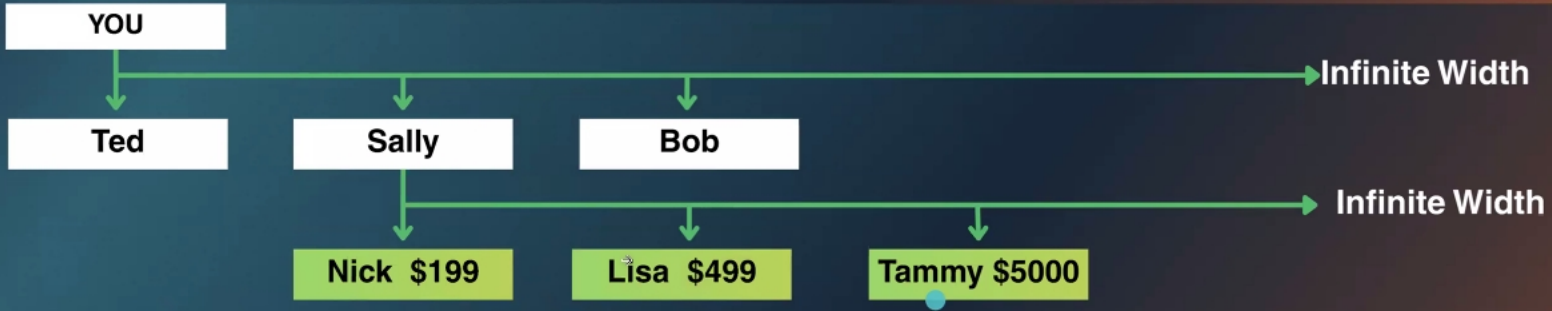 YOU
Infinite Width
Ted
Sally
Bob
Infinite Width
Nick $199
Lisa $499
Tammy $5000